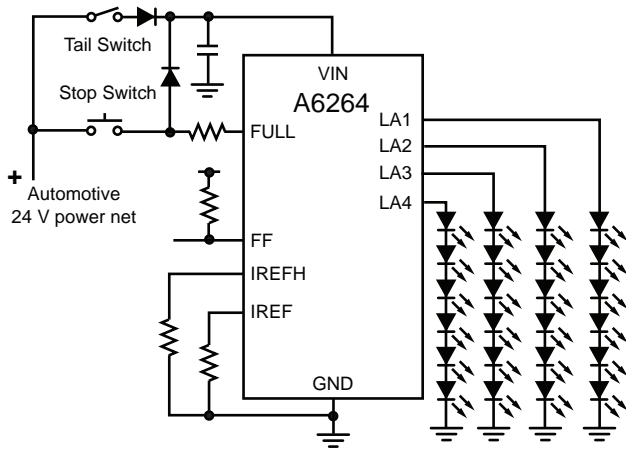 Tail Switch
Stop Switch
+ Automotive
24 V power net
VIN
A6264
FULL
FF
IREFH
IREF
GND
LA1
LA2
LA3
LA4